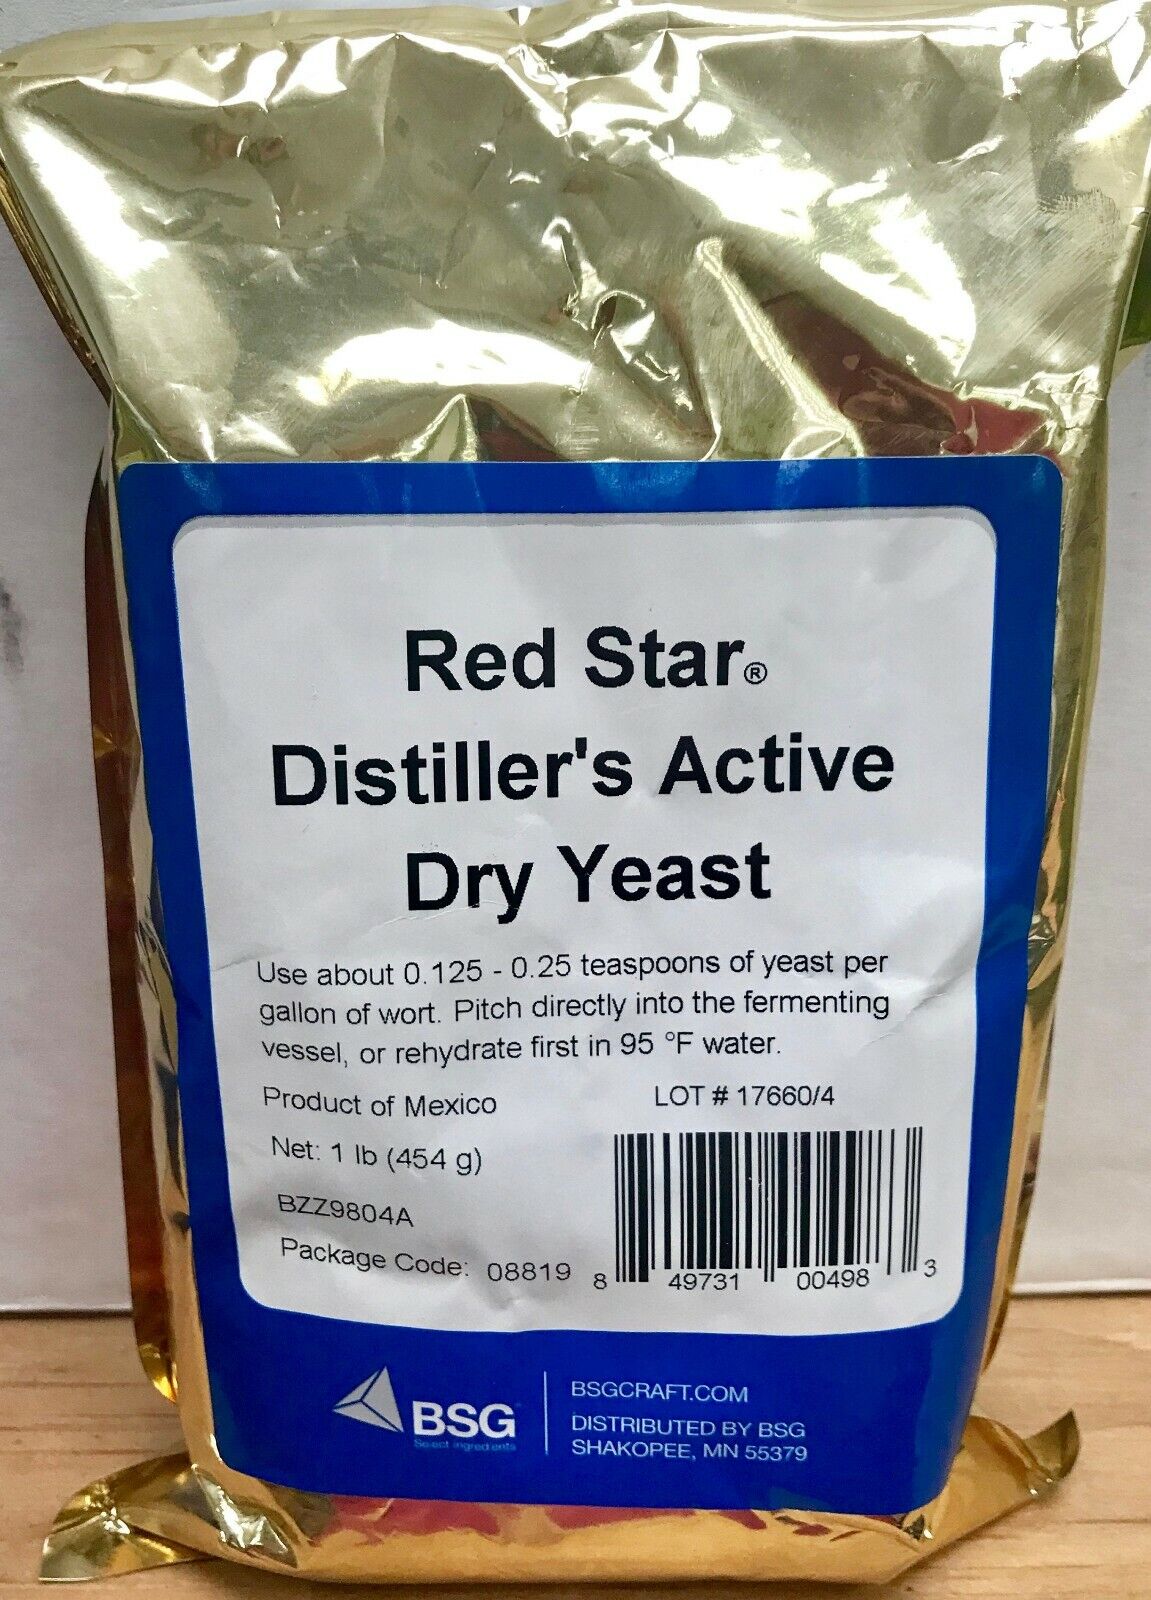 Red Star®
Distiller's Active
Dry Yeast
Use about 0.125 - 0.25 teaspoons of yeast per
gallon of wort. Pitch directly into the fermenting
vessel, or rehydrate first in 95 °F water.
Product of Mexico
LOT # 17660/4
Net: 1 lb (454 g)
BZZ9804A
Package Code: 08819
8 49731 00498 3
BSG
Select Ingredients
BSGCRAFT.COM
DISTRIBUTED BY BSG
SHAKOPEE, MN 55379